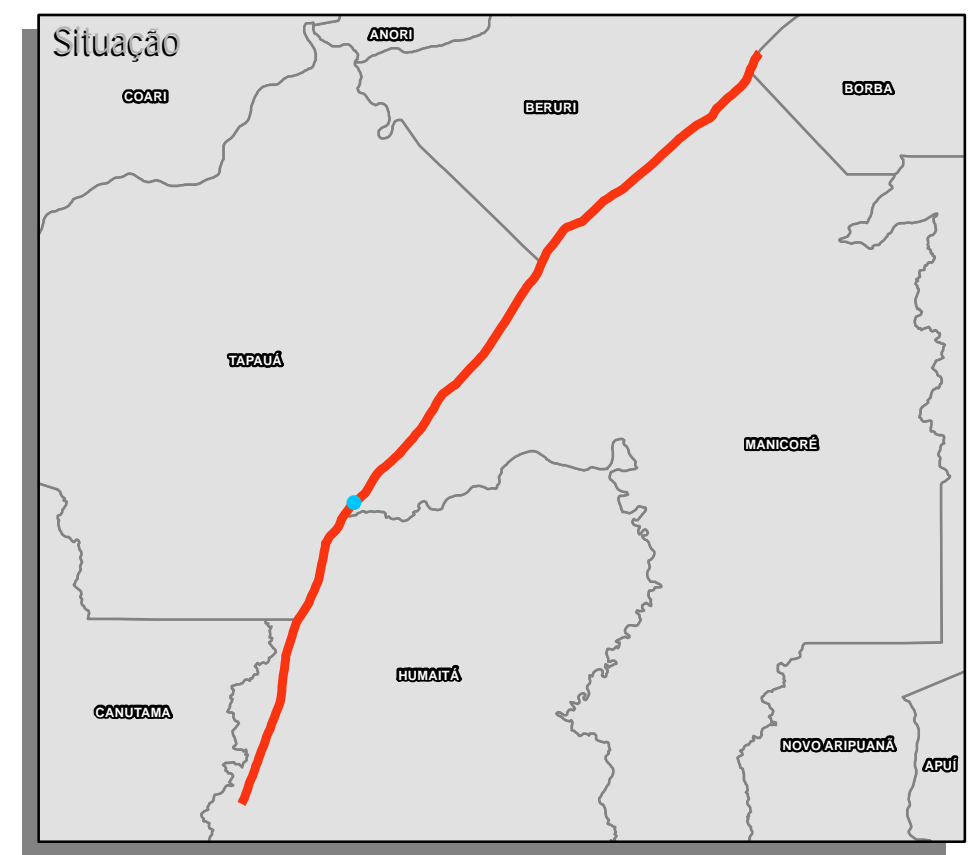 Situação
ANORI
COARI
BORBA
BERURI
TAPAUÁ
MANICORÉ
HUMAITÁ
CANUTAMA
NOVO ARIPUANÃ
APUÍ